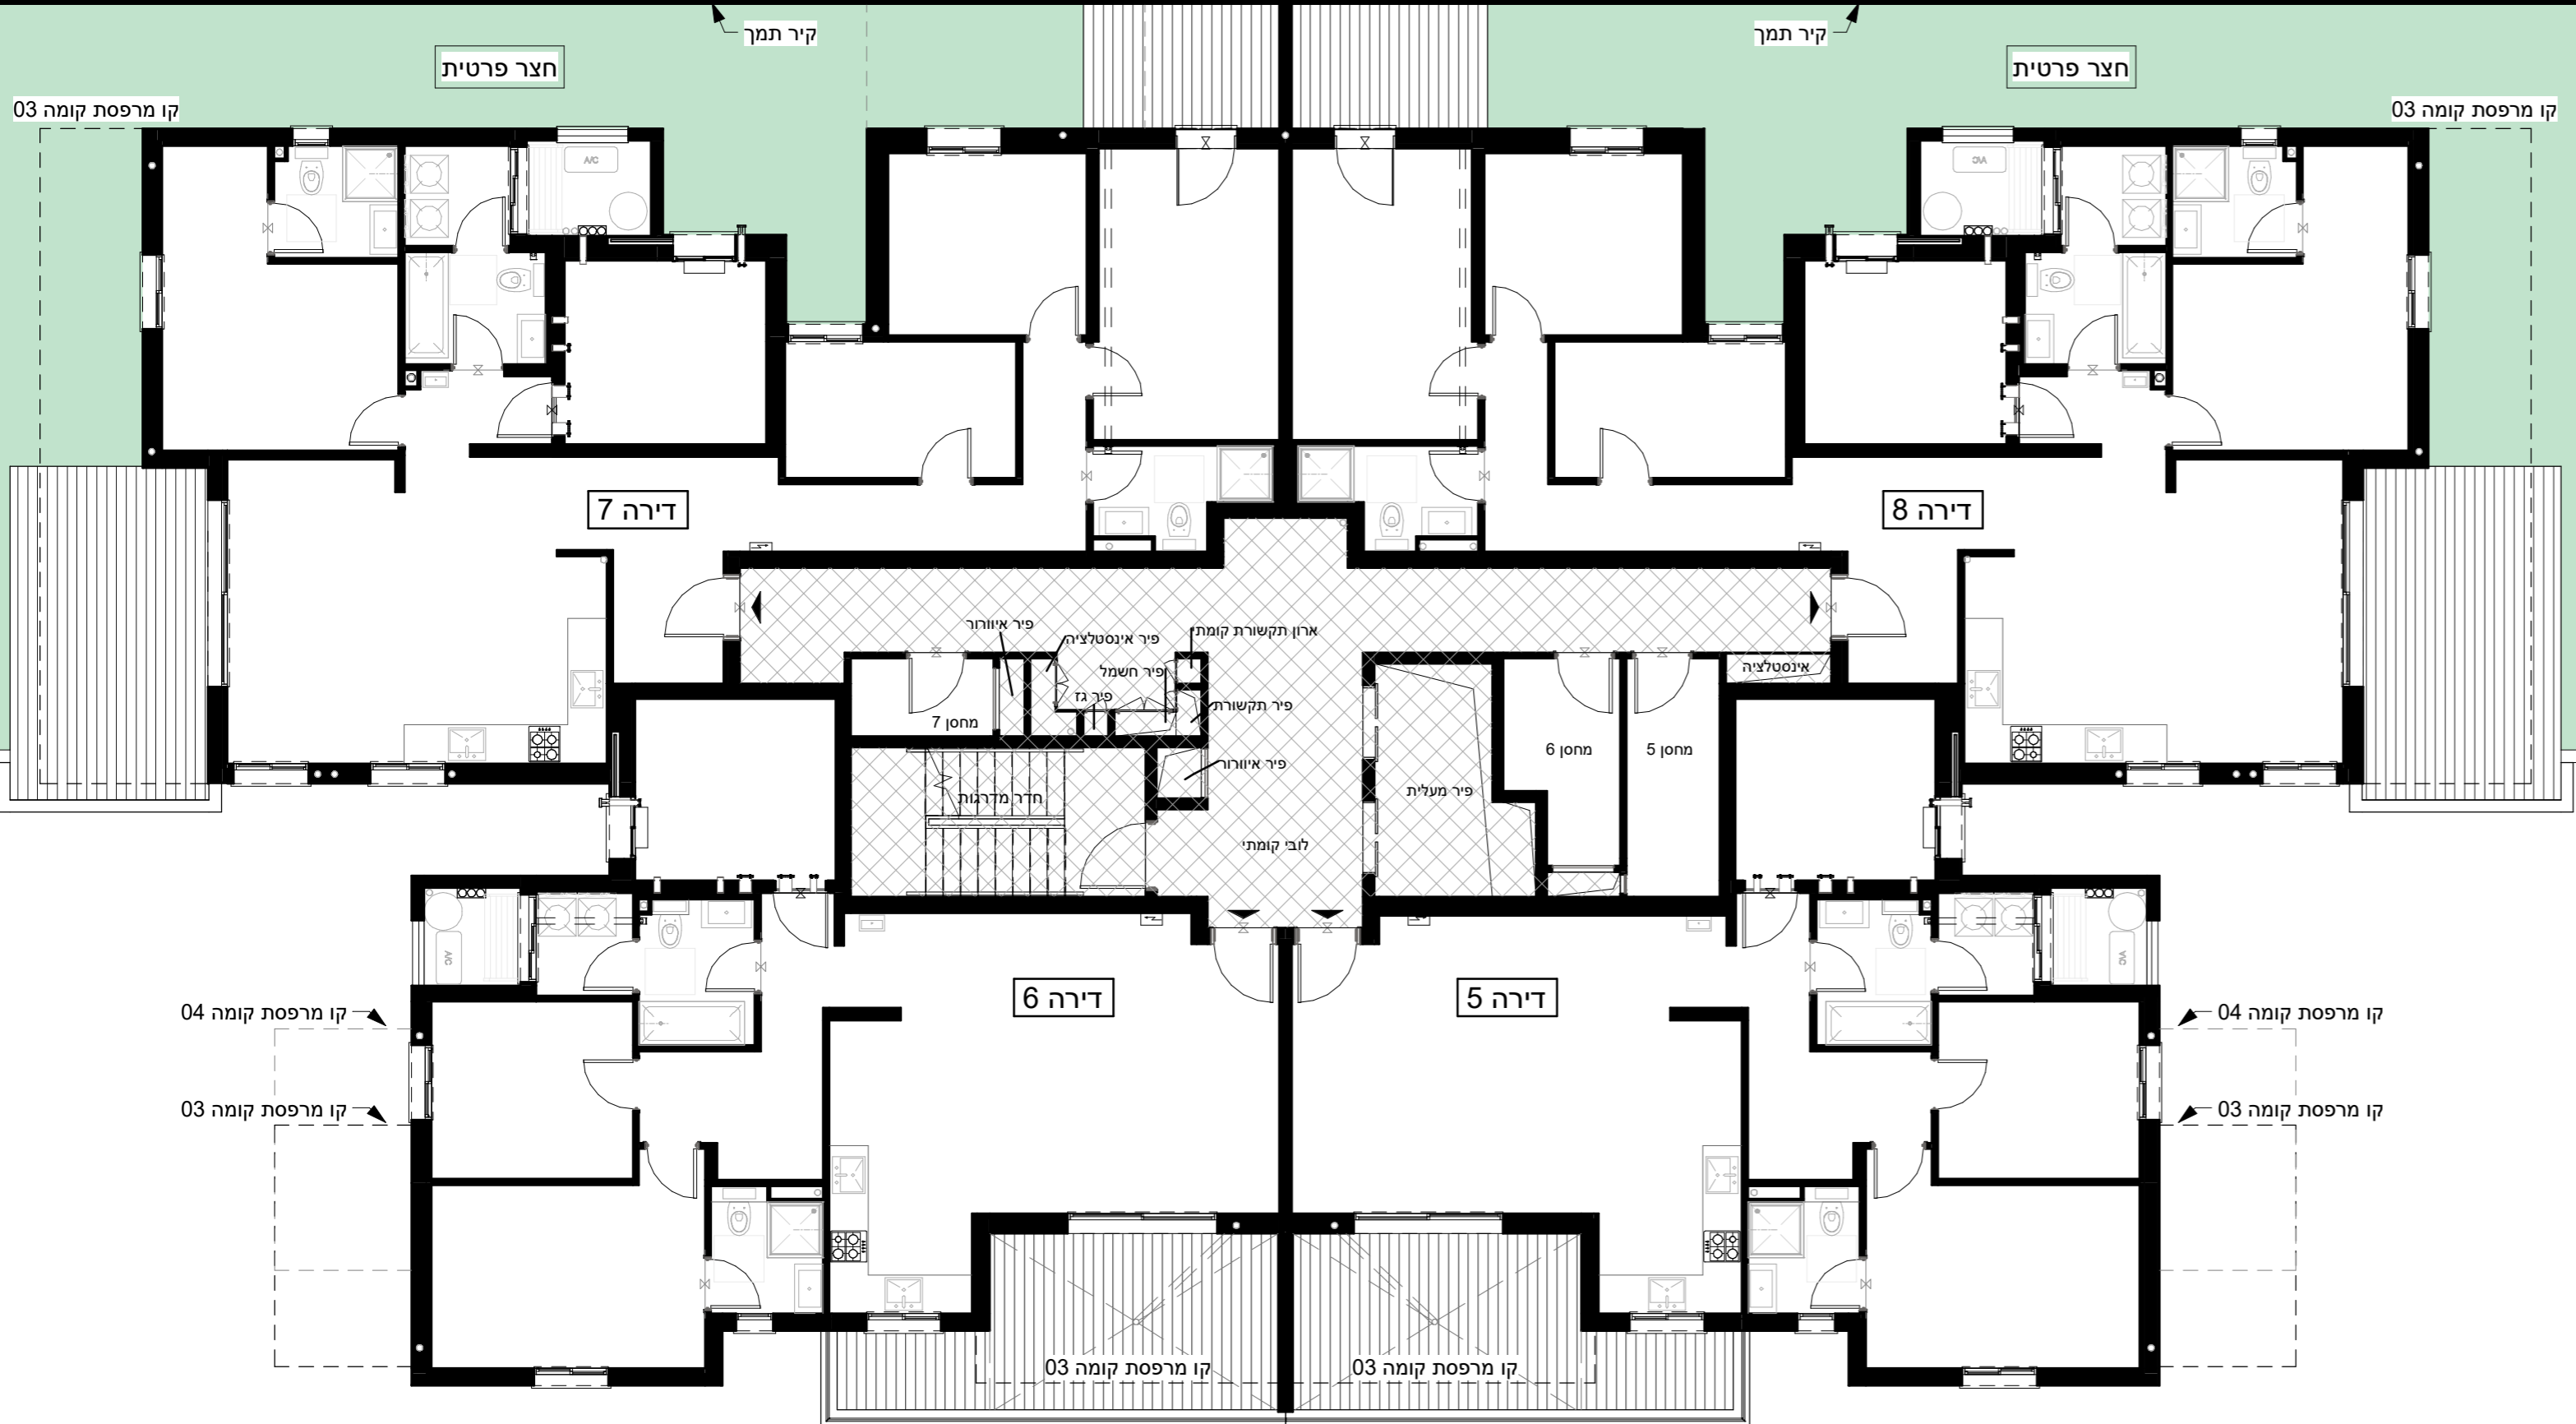 קיר תמך
קיר תמך
חצר פרטית
חצר פרטית
קו מרפסת קומה 03
קו מרפסת קומה 03
A/C
A/C
דירה 7
דירה 8
פיר איוורור
פיר אינסטלציה
ארון תקשורת קומתי
פיר חשמל
פיר גז
פיר תקשורת
אינסטלציה
מחסן 7
מחסן 6
מחסן 5
פיר איוורור
חדר מדרגות
פיר מעלית
לובי קומתי
A/C
A/C
דירה 6
דירה 5
קו מרפסת קומה 04
קו מרפסת קומה 04
קו מרפסת קומה 03
קו מרפסת קומה 03
קו מרפסת קומה 03
קו מרפסת קומה 03